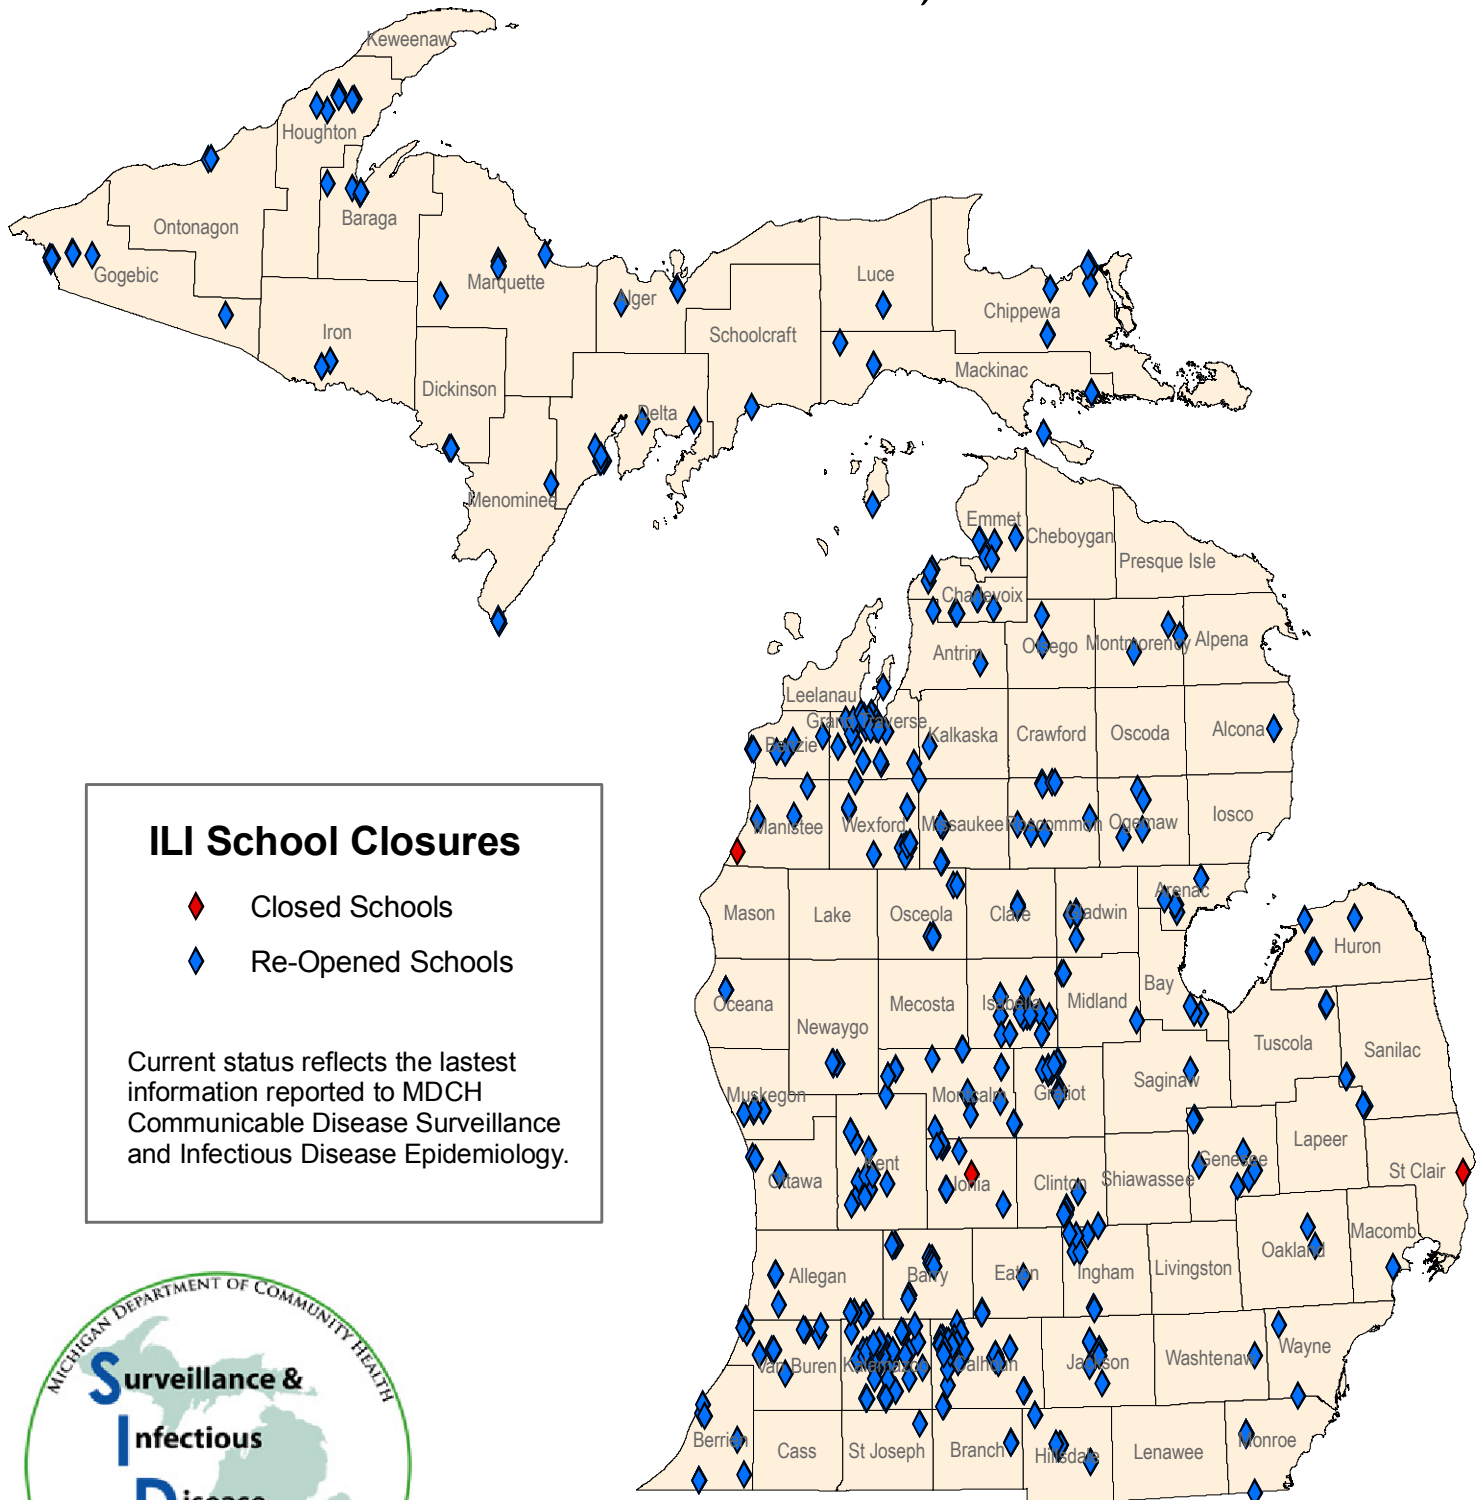 Keweenaw
Houghton
Ontonagon
Baraga
Gogebic
Marquette
Alger
Luce
Chippewa
Iron
Schoolcraft
Mackinac
Dickinson
Delta
Menominee
Emmet
Cheboygan
Presque Isle
Charlevoix
Antrim
Otsego
Montmorency
Alpena
Leelanau
Grand Traverse
Benzie
Kalkaska
Crawford
Oscoda
Alcona
Manistee
Wexford
Missaukee
Roscommon
Ogemaw
Iosco
Mason
Lake
Osceola
Clare
Gladwin
Arenac
Huron
Oceana
Newaygo
Mecosta
Isabella
Midland
Bay
Tuscola
Sanilac
Muskegon
Montcalm
Gratiot
Saginaw
Lapeer
Genesee
St Clair
Ottawa
Kent
Ionia
Clinton
Shiawassee
Allegan
Barry
Eaton
Ingham
Livingston
Oakland
Macomb
Van Buren
Kalamazoo
Calhoun
Jackson
Washtenaw
Wayne
Berrien
Cass
St Joseph
Branch
Hillsdale
Lenawee
Monroe
ILI School Closures
Closed Schools
Re-Opened Schools
Current status reflects the lastest
information reported to MDCH
Communicable Disease Surveillance
and Infectious Disease Epidemiology.
MICHIGAN DEPARTMENT OF COMMUNITY HEALTH
Surveillance &
Infectious
Disease